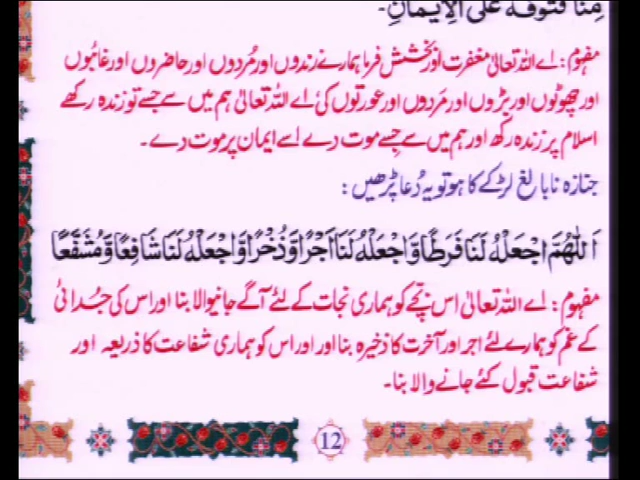 مِنَّا فَتَوَفَّهٗ عَلَی الْاِیْمَانِ۔
مفہوم: اے اللہ تعالیٰ مغفرت اور بخشش فرما ہمارے زندوں اور مُردوں اور حاضروں اور غائبوں
اور چھوٹوں اور بڑوں اور مَردوں اور عورتوں کی اے اللہ تعالیٰ ہم میں سے جسے تو زندہ رکھے
اسلام پر زندہ رکھ اور ہم میں سے جسے موت دے اسے ایمان پر موت دے۔
جنازہ نابالغ لڑکے کا ہو تو یہ دُعا پڑھیں:
اَللّٰهُمَّ اجْعَلْهُ لَنَا فَرَطًا وَّاجْعَلْهُ لَنَا اَجْرًا وَّذُخْرًا وَّاجْعَلْهُ لَنَا شَافِعًا وَّمُشَفَّعًا
مفہوم: اے اللہ تعالیٰ اس بچے کو ہماری نجات کے لئے آگے جانیوالا بنا اور اس کی جُدائی
کے غم کو ہمارے لئے اجر اور آخرت کا ذخیرہ بنا اور اور اس کو ہماری شفاعت کا ذریعہ اور
شفاعت قبول کئے جانے والا بنا۔
12